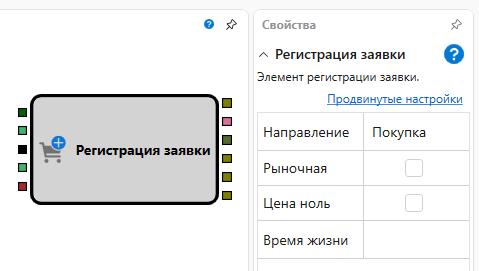 ?
Свойства
Регистрация заявки
?
Элемент регистрации заявки.
Продвинутые настройки
Регистрация заявки
Направление Покупка
Рыночная
Цена ноль
Время жизни